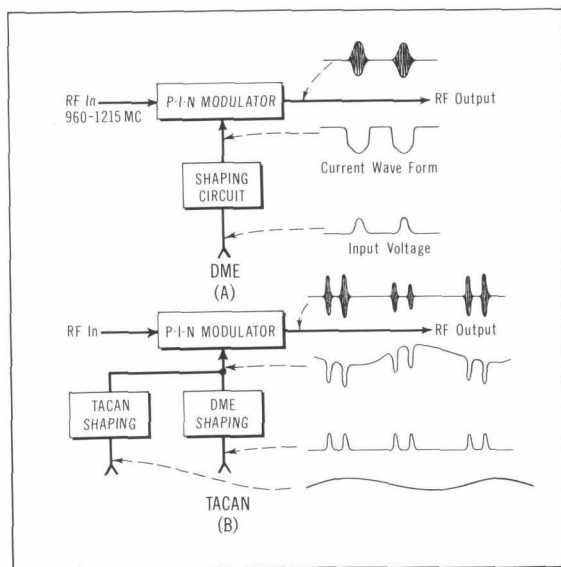 RF In
960-1215 MC
P-I-N MODULATOR
RF Output
Current Wave Form
SHAPING
CIRCUIT
Input Voltage
DME
(A)
RF In
P-I-N MODULATOR
RF Output
TACAN
SHAPING
DME
SHAPING
TACAN
(B)